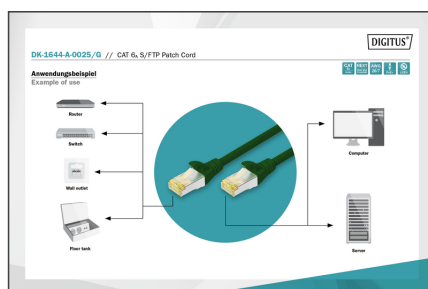 DIGITUS®
DK-1644-A-0025/G // CAT 6A S/FTP Patch Cord
Anwendungsbeispiel
Example of use
Router
Switch
Wall outlet
Floor tank
Computer
Server